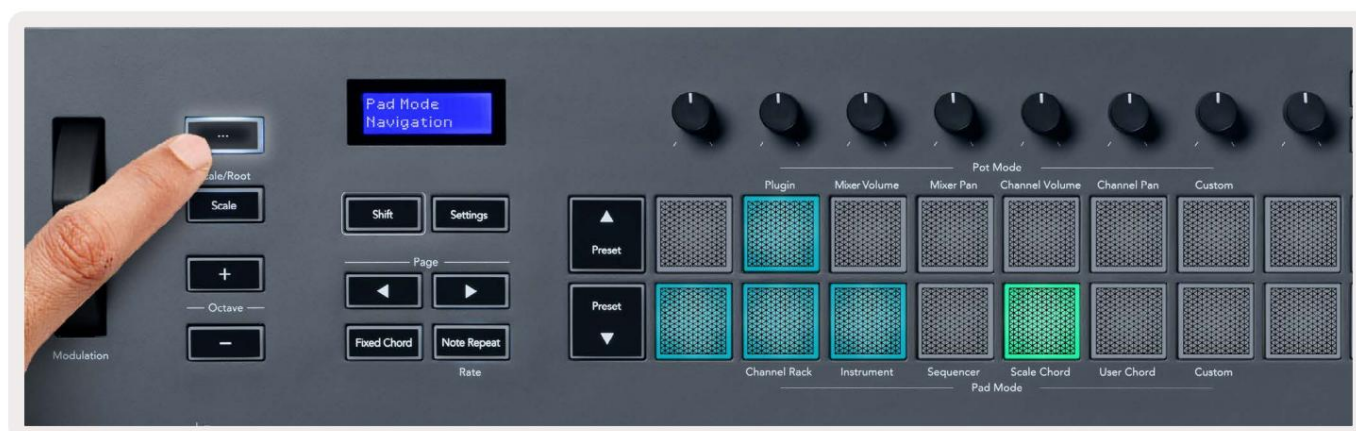 Pad Mode
Navigation
...
Scale
Shift
Settings
Page
Preset
+
Octave
−
Fixed Chord
Note Repeat
Rate
Preset
Modulation
Pot Mode
Plugin
Mixer Volume
Mixer Pan
Channel Volume
Channel Pan
Custom
Channel Rack
Instrument
Sequencer
Scale Chord
User Chord
Custom
Pad Mode